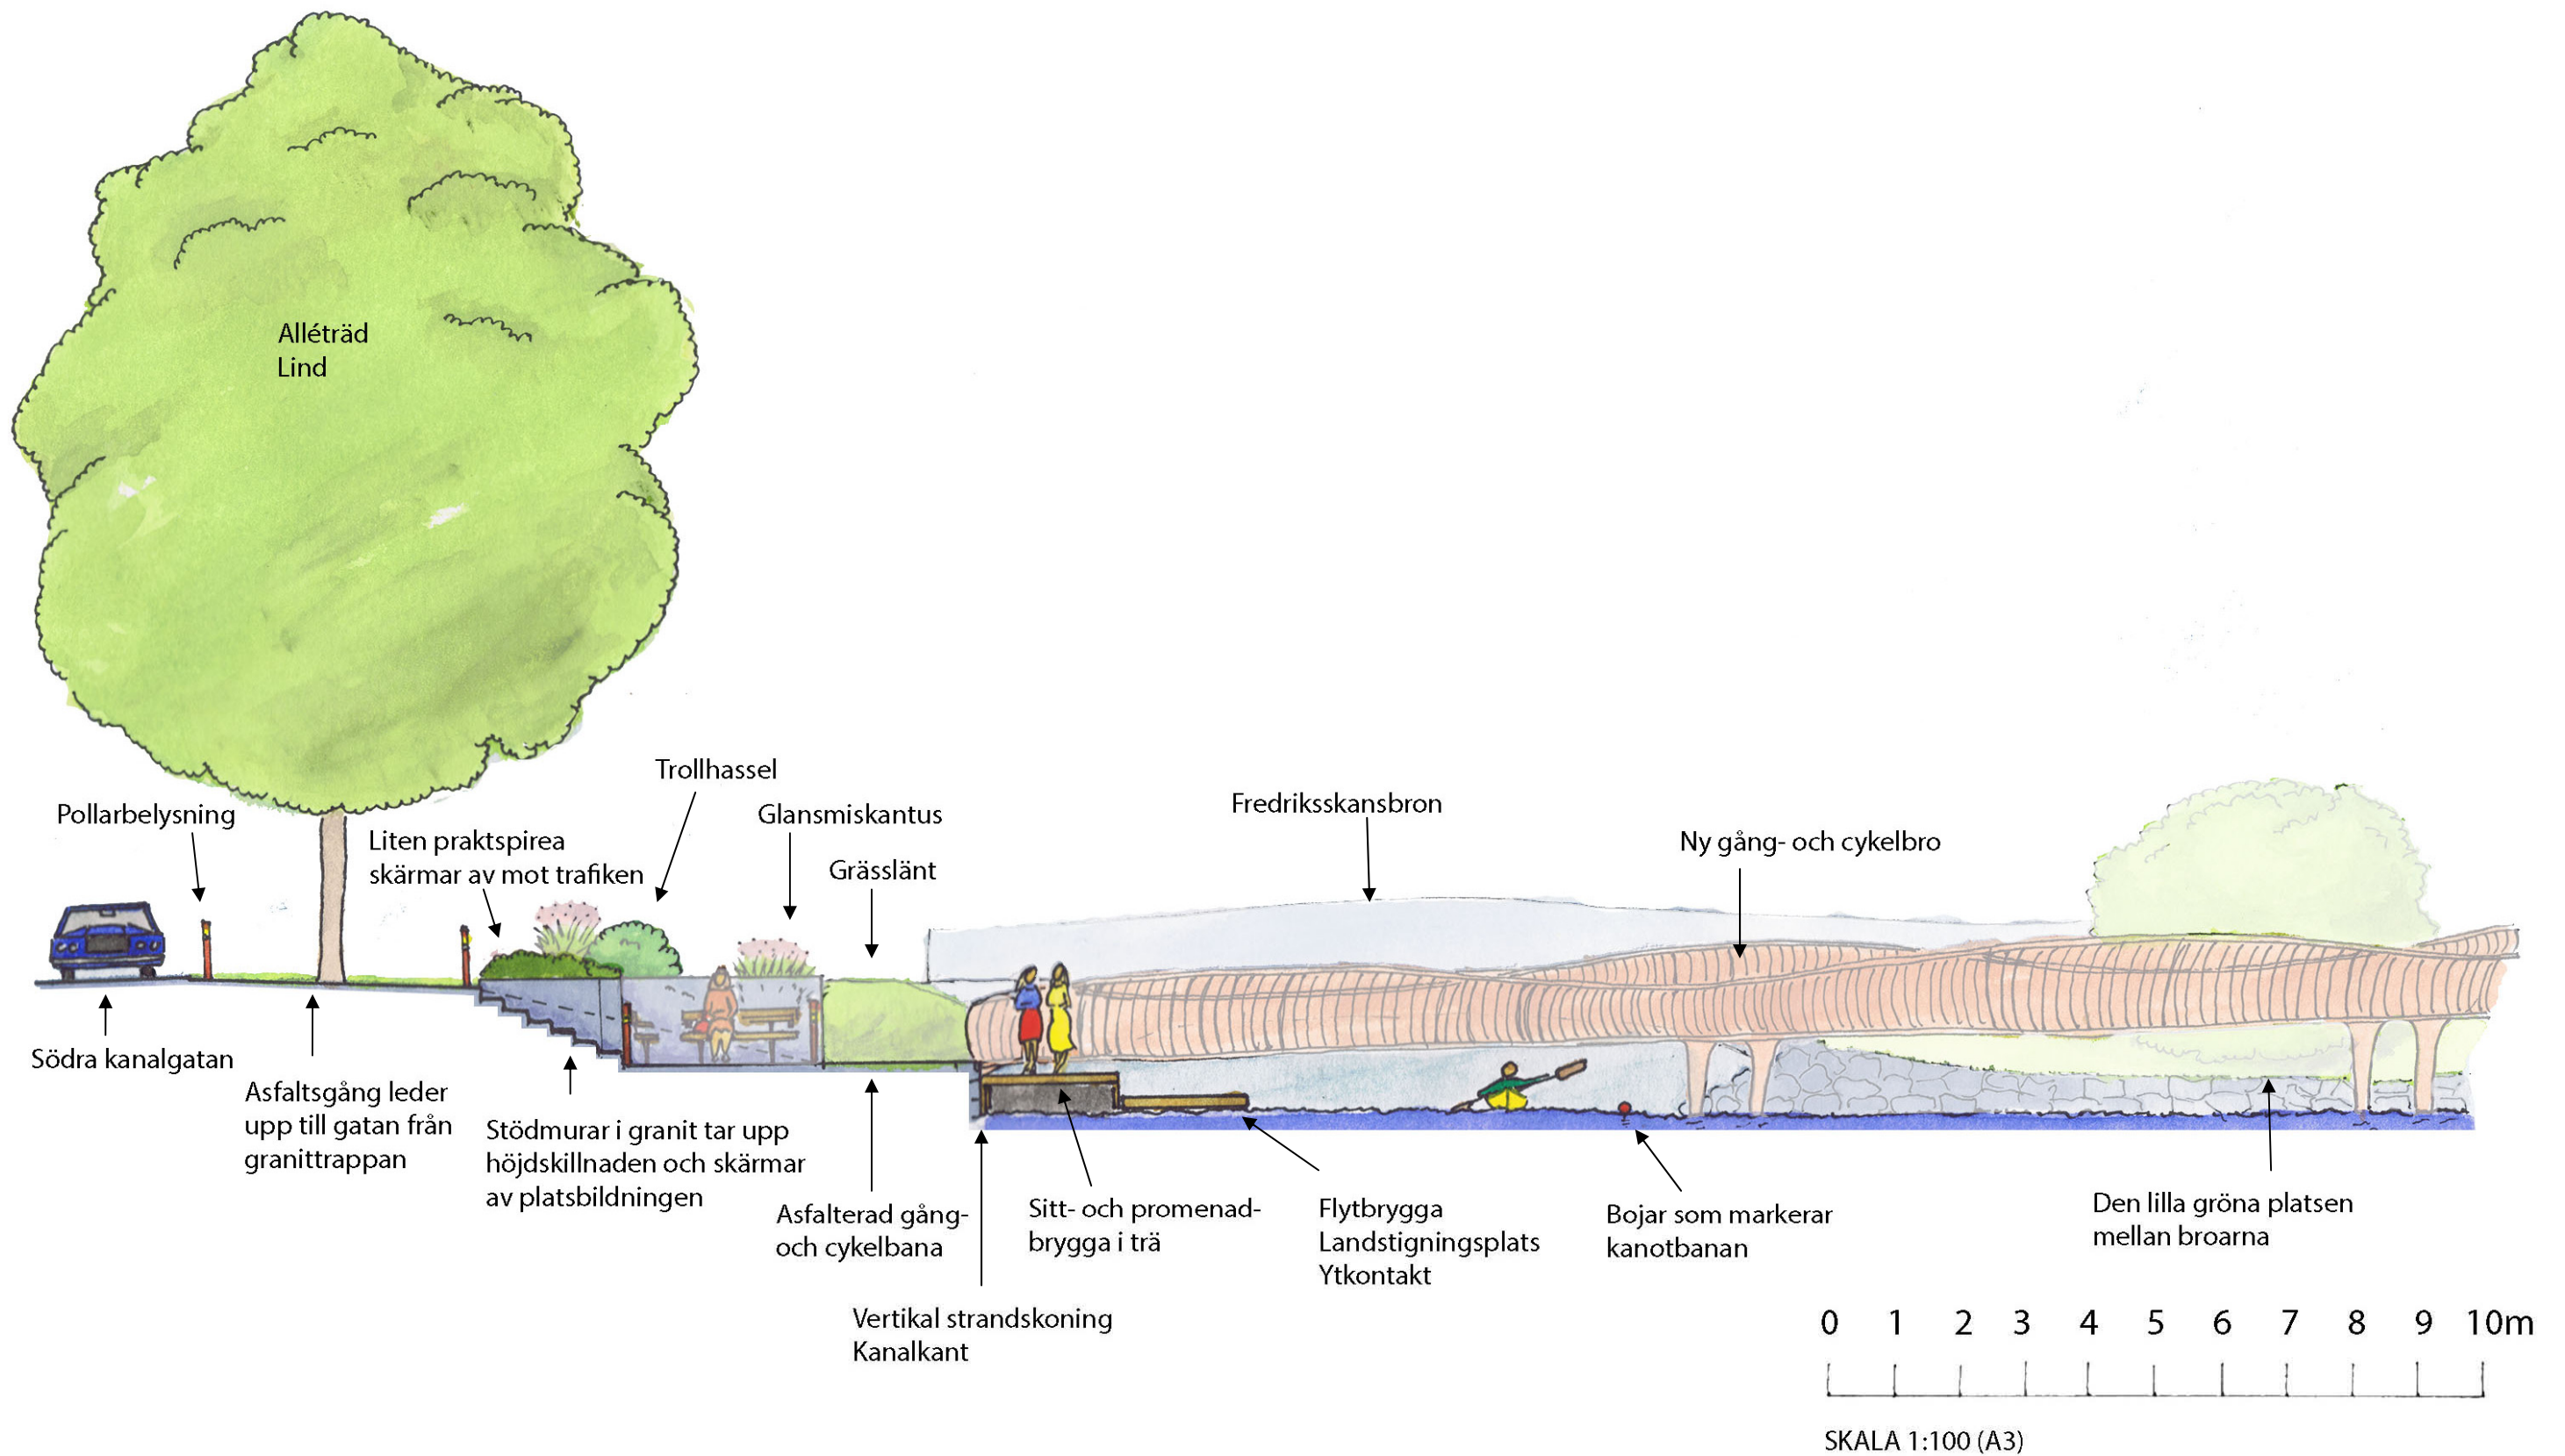 Alléträd
Lind
Trollhassel
Pollarbelysning
Glansmiskantus
Liten praktspirea
skärmar av mot trafiken
Grässlänt
Fredriksskansbron
Ny gång- och cykelbro
Södra kanalgatan
Asfaltsgång leder
upp till gatan från
granittrappan
Stödmurar i granit tar upp
höjdskillnaden och skärmar
av platsbildningen
Asfalterad gång-
och cykelbana
Vertikal strandskoning
Kanalkant
Sitt- och promenad-
brygga i trä
Flytbrygga
Landstigningsplats
Ytkontakt
Bojar som markerar
kanotbanan
Den lilla gröna platsen
mellan broarna
0 1 2 3 4 5 6 7 8 9 10m
SKALA 1:100 (A3)